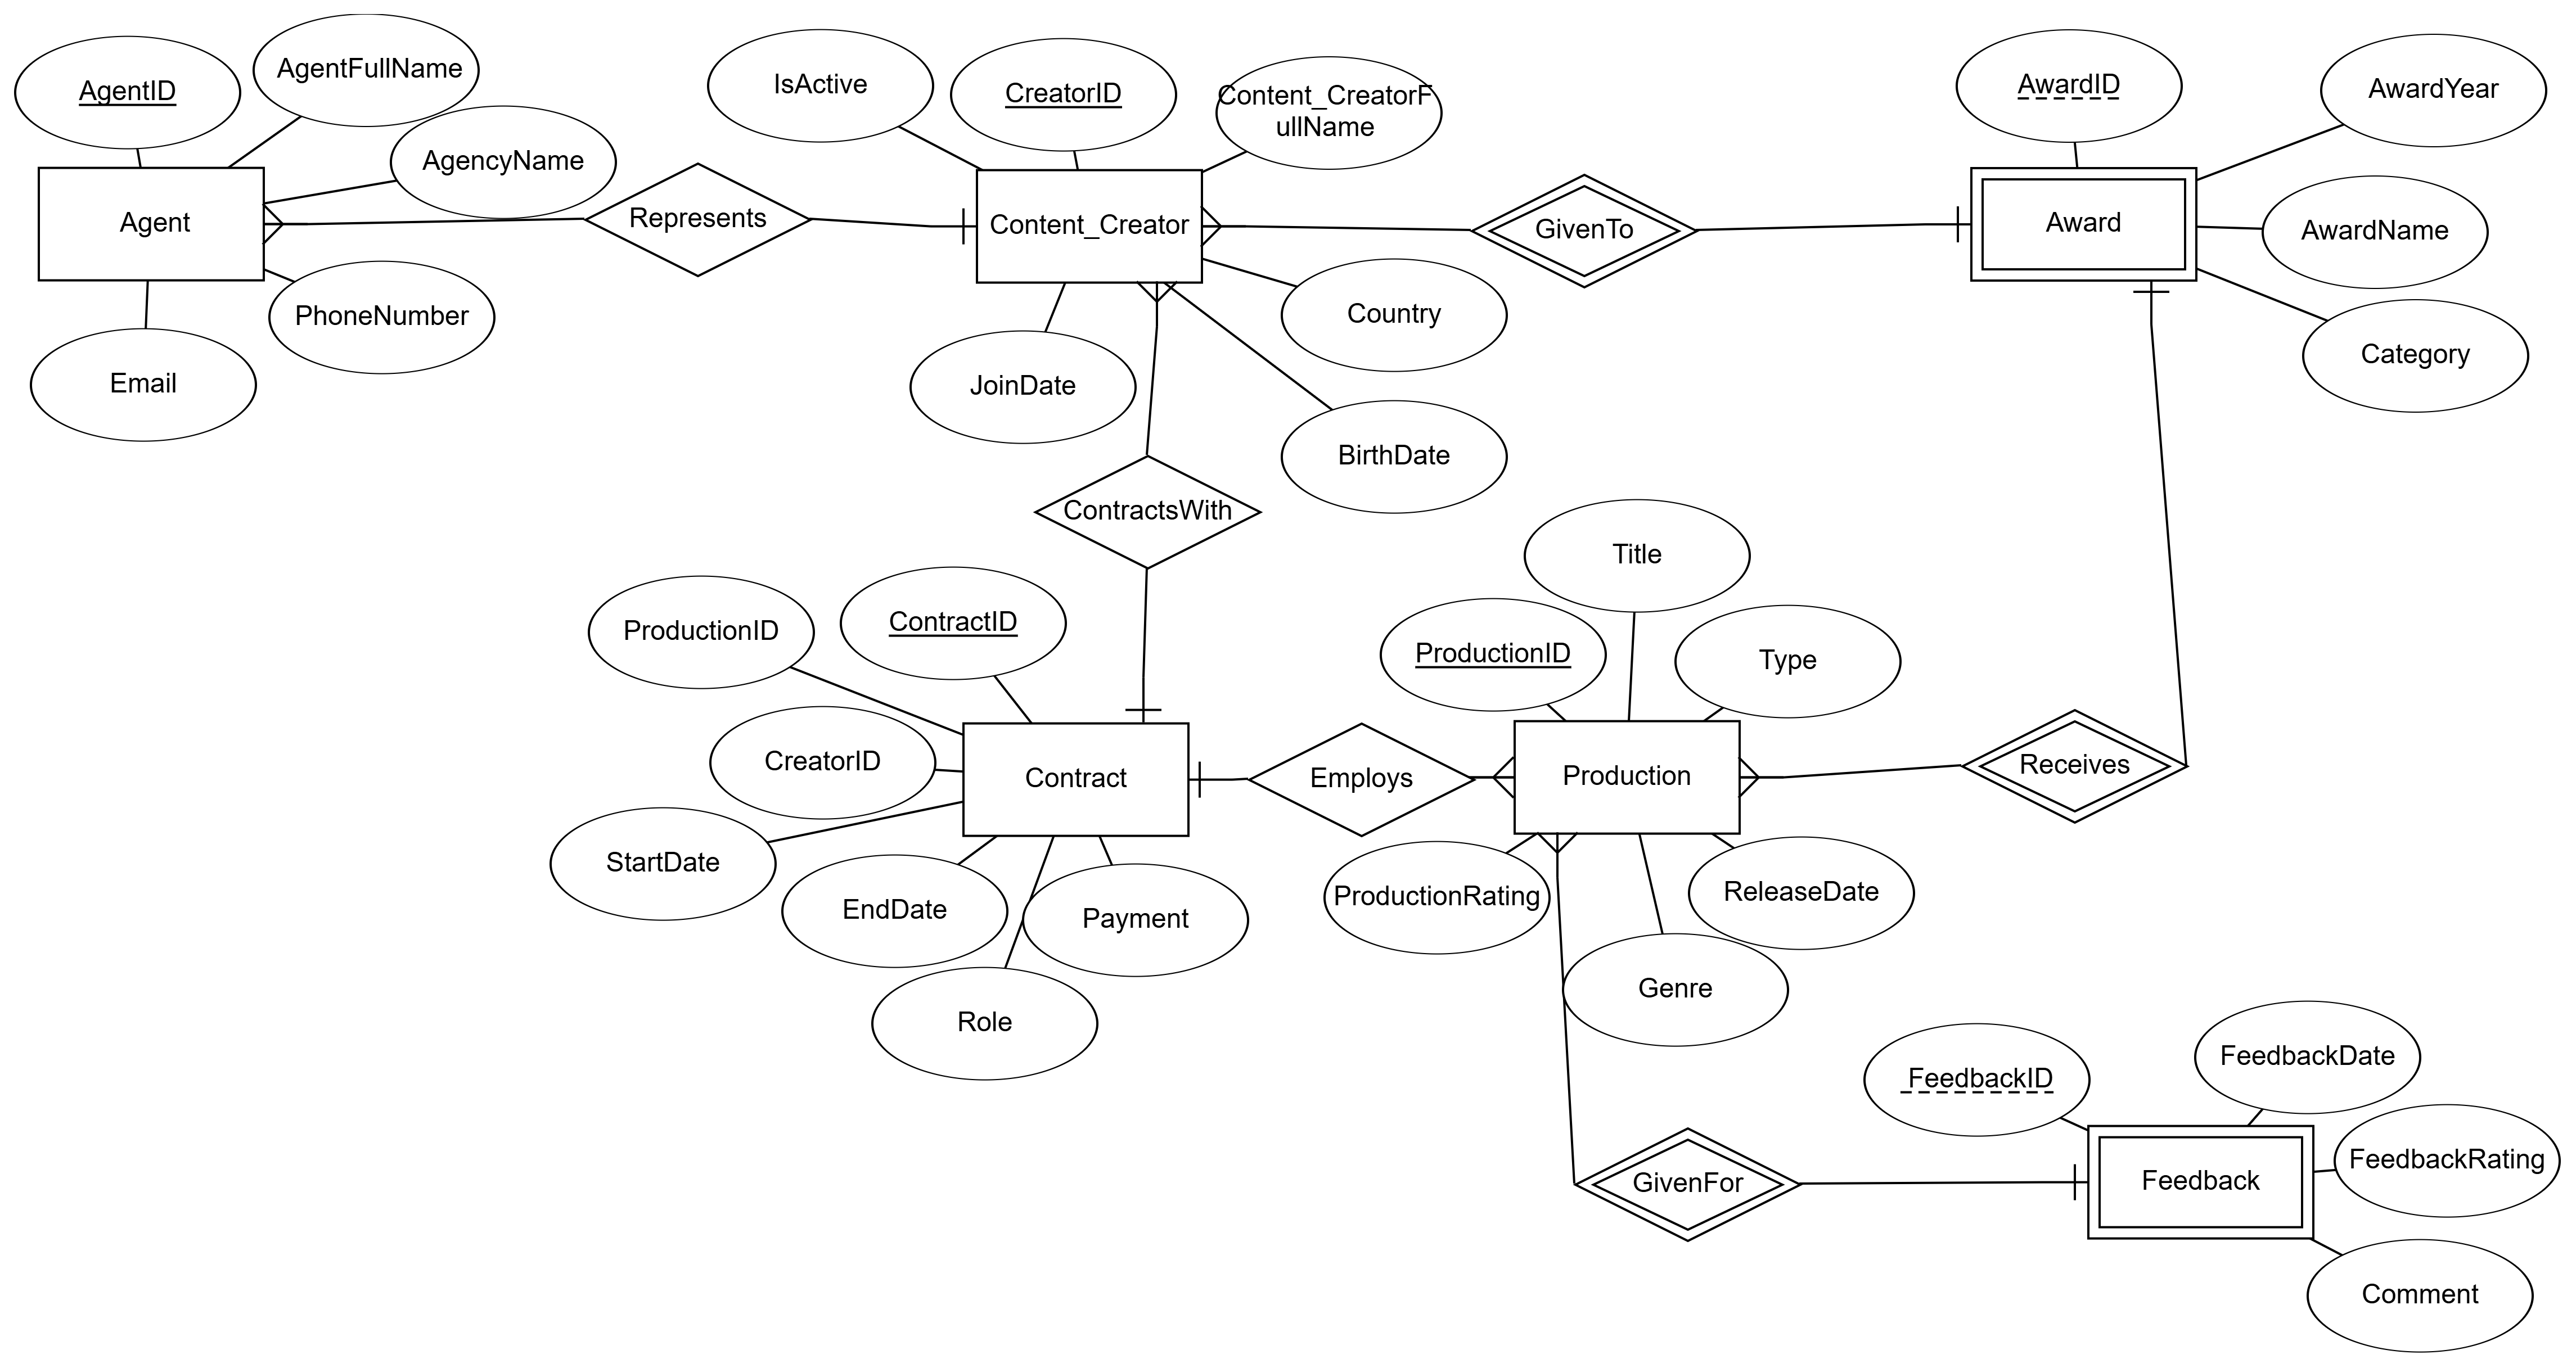 AgentID
AgentFullName
AgencyName
Agent
PhoneNumber
Email
Represents
IsActive
CreatorID
Content_CreatorF
ullName
Content_Creator
Country
JoinDate
BirthDate
GivenTo
AwardID
AwardYear
Award
AwardName
Category
ContractsWith
ProductionID
ContractID
CreatorID
Contract
StartDate
EndDate
Payment
Role
Employs
Title
ProductionID
Type
Production
ProductionRating
ReleaseDate
Genre
Receives
FeedbackID
FeedbackDate
FeedbackRating
GivenFor
Feedback
Comment